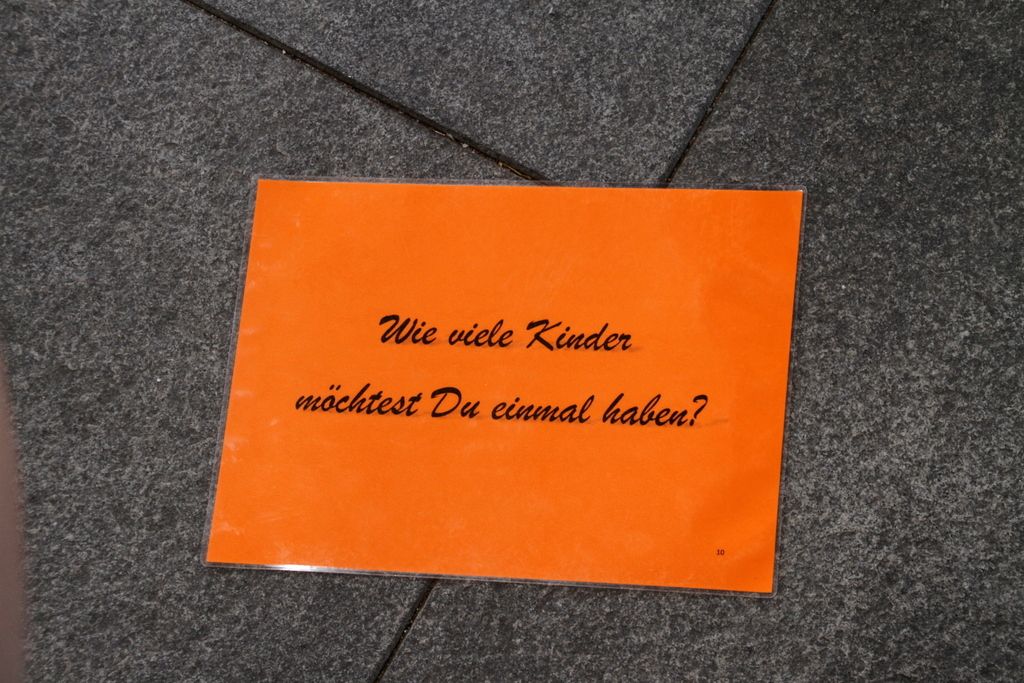 Wie viele Kinder
möchtest Du einmal haben?
10